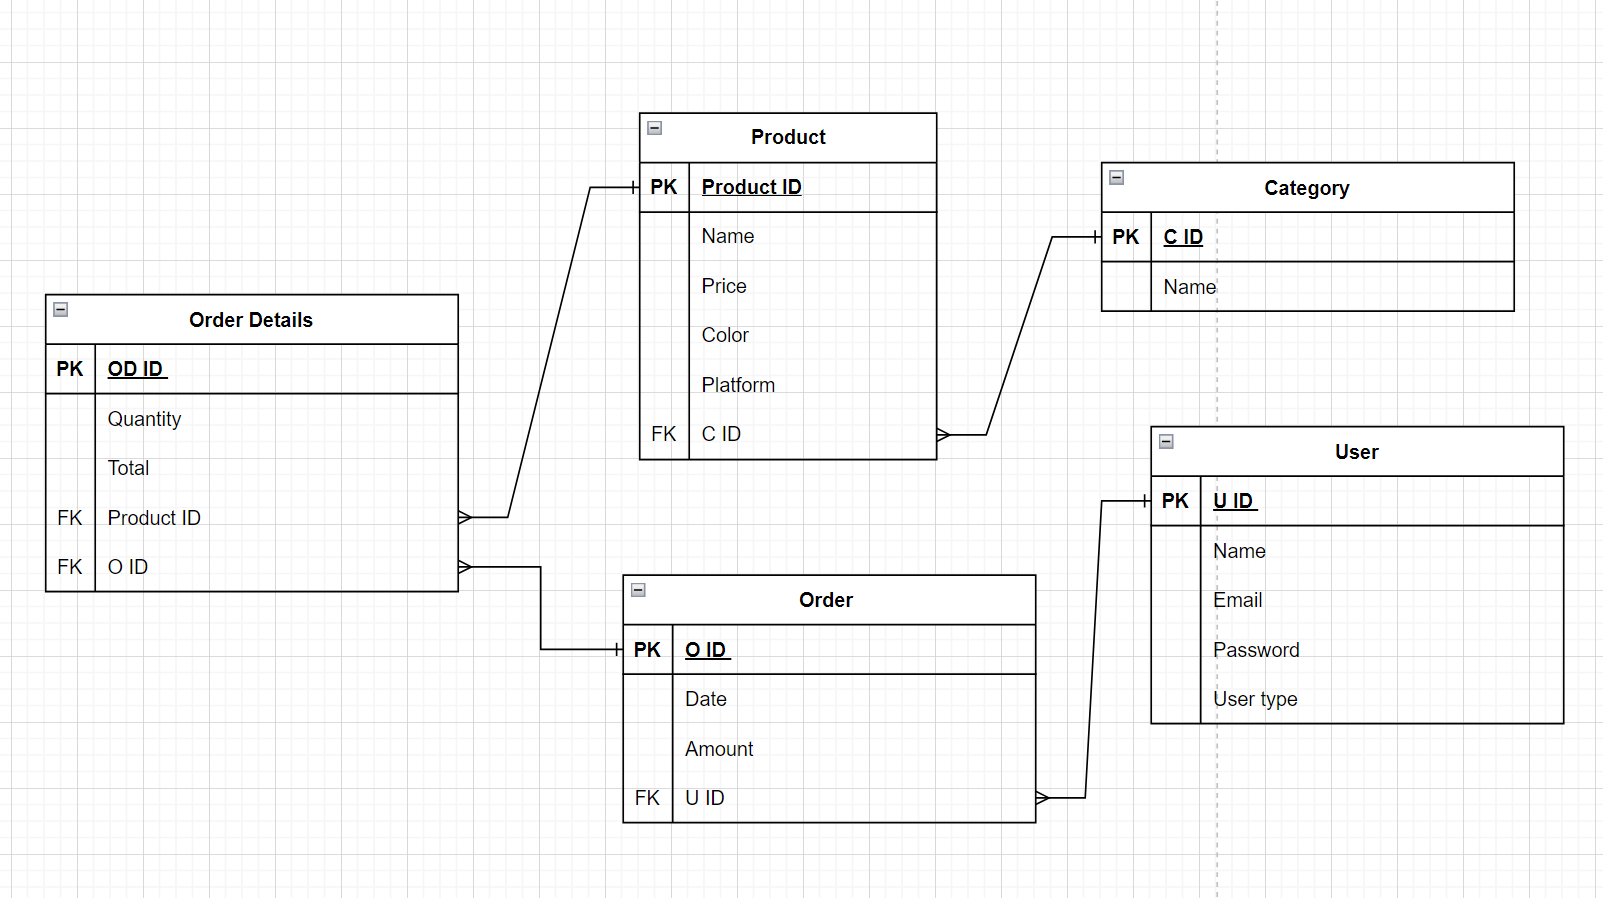 Product
PK Product ID
Name
Price
Color
Platform
FK C ID
Category
PK C ID
Name
Order Details
PK OD ID
Quantity
Total
FK Product ID
FK O ID
User
PK U ID
Name
Email
Password
User type
Order
PK O ID
Date
Amount
FK U ID